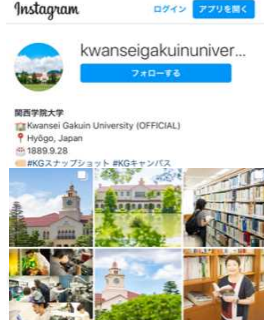 Instagram
ログイン アプリを開く
kwanseigakuinuniver...
フォローする
関西学院大学
Kwansei Gakuin University (OFFICIAL)
Hyōgo, Japan
1889.9.28
#KGスナップショット #KGキャンパス